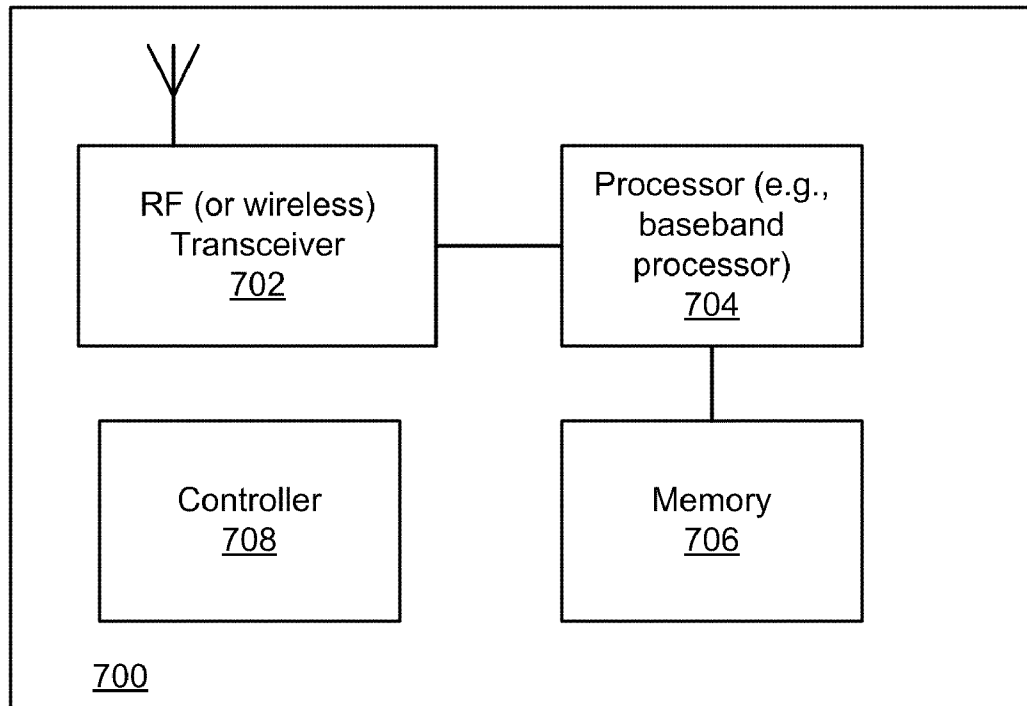 RF (or wireless)
Transceiver
702
Processor (e.g.,
baseband
processor)
704
Controller
708
Memory
706
700